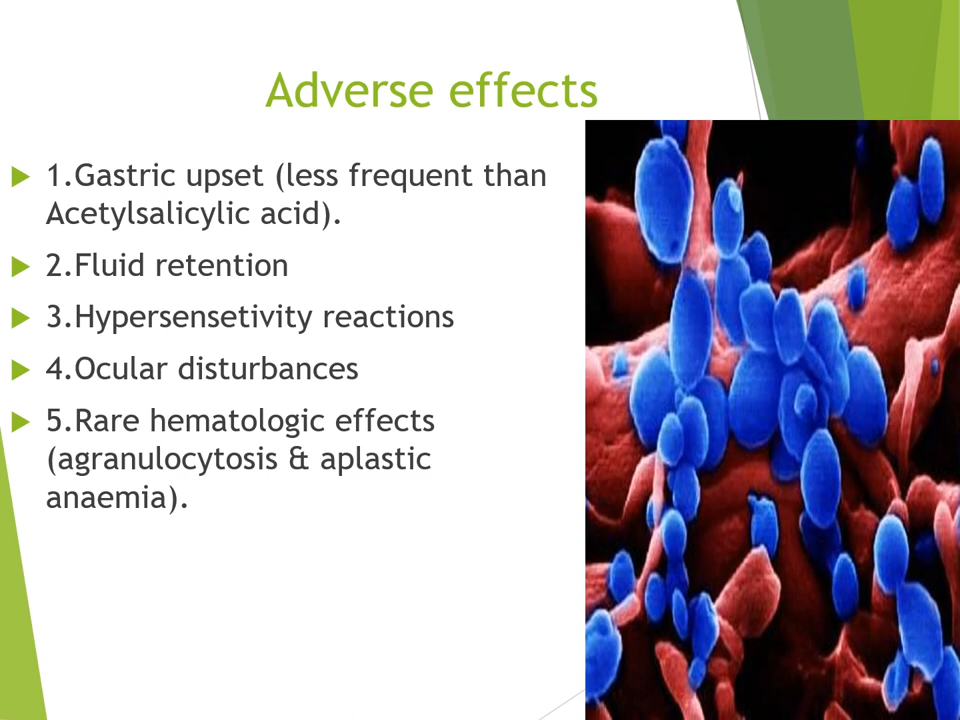 Adverse effects
1.Gastric upset (less frequent than
Acetylsalicylic acid).
2.Fluid retention
3.Hypersensetivity reactions
4.Ocular disturbances
5.Rare hematologic effects
(agranulocytosis & aplastic
anaemia).